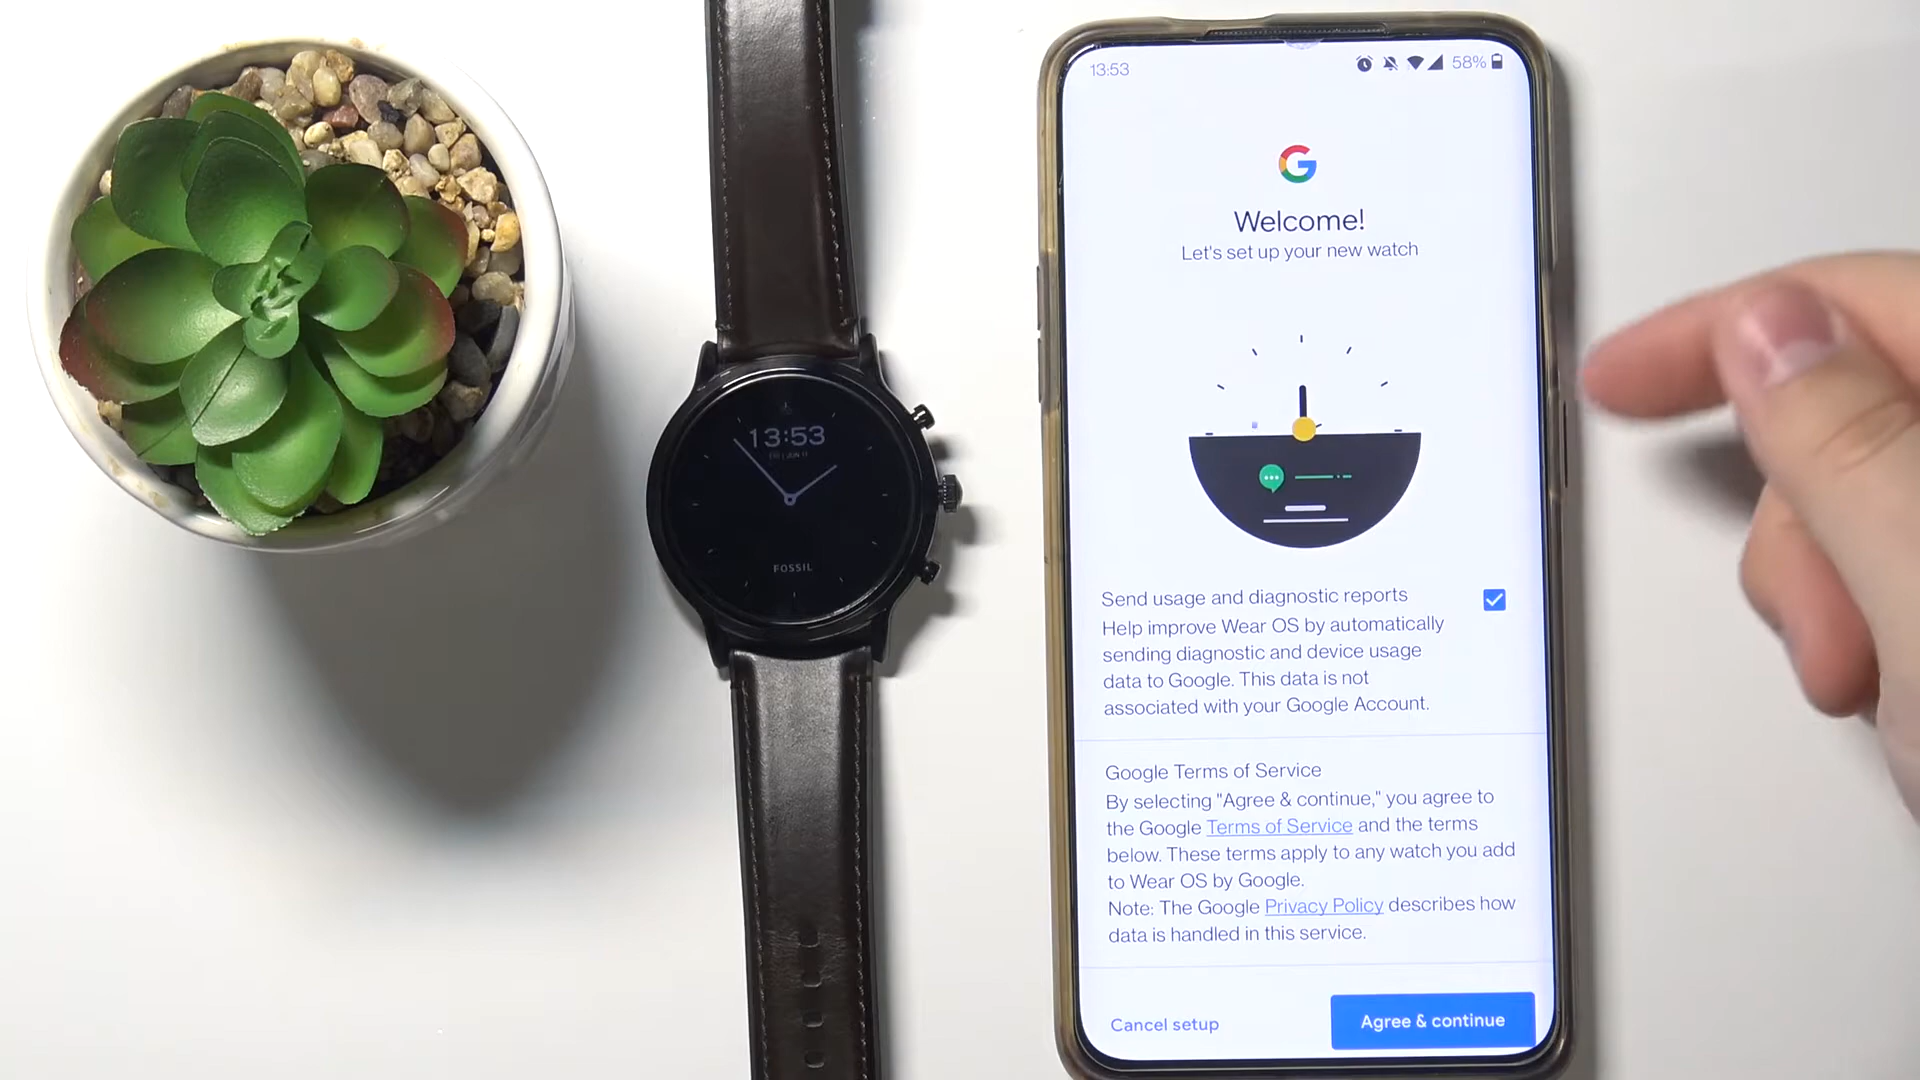 13:53
FRI | JUN 11
FOSSIL
13:53
58%
G
Welcome!
Let's set up your new watch
Send usage and diagnostic reports
Help improve Wear OS by automatically
sending diagnostic and device usage
data to Google. This data is not
associated with your Google Account.
Google Terms of Service
By selecting "Agree & continue," you agree to
the Google Terms of Service and the terms
below. These terms apply to any watch you add
to Wear OS by Google.
Note: The Google Privacy Policy describes how
data is handled in this service.
Cancel setup
Agree & continue